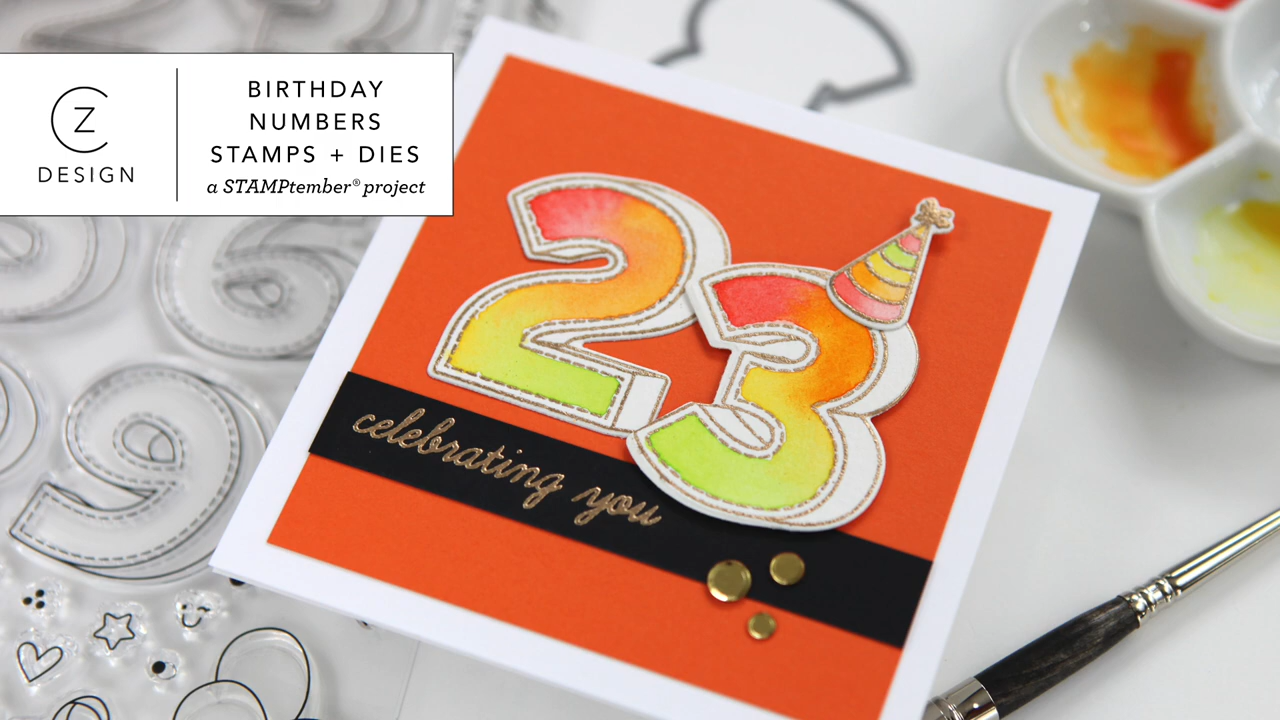 CZ
DESIGN
BIRTHDAY
NUMBERS
STAMPS + DIES
a STAMPtember® project
23
celebrating you